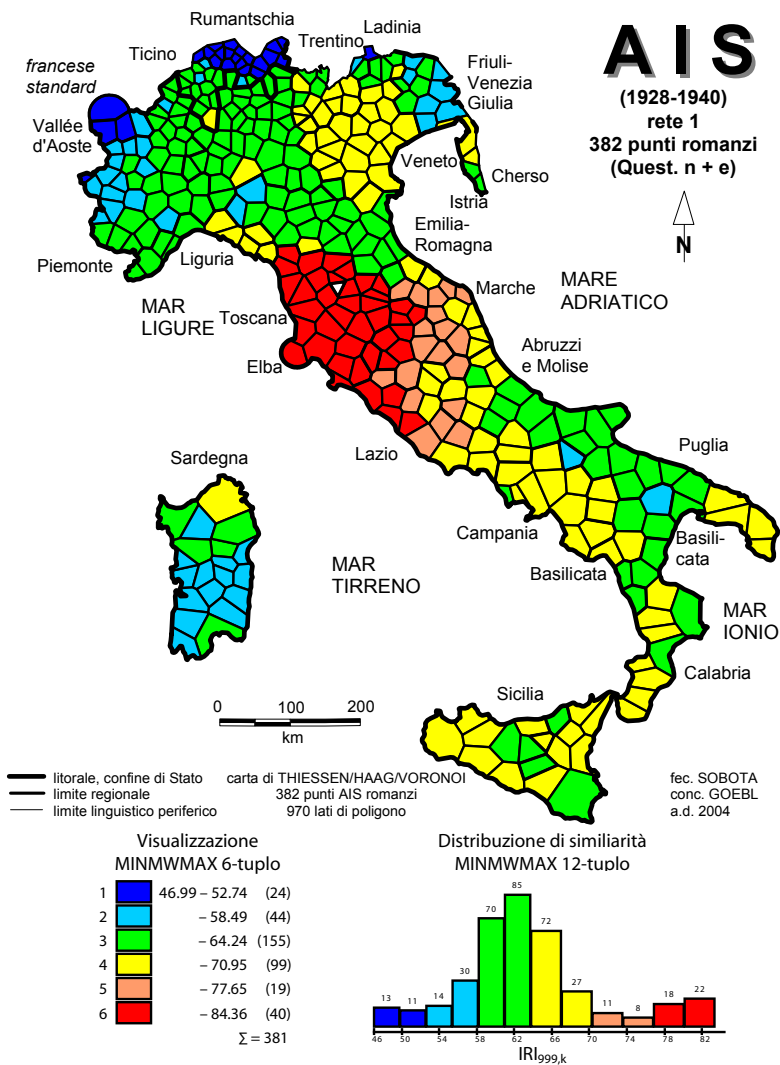 Rumantschia
Ladinia
Ticino
Trentino
francese
standard
Friuli-
Venezia
Giulia
Vallée
d'Aoste
AIS
(1928-1940)
rete 1
382 punti romanzi
(Quest. n + e)
N
Veneto
Cherso
Istria
Emilia-
Romagna
Piemonte
Liguria
MAR
LIGURE
Toscana
Marche
MARE
ADRIATICO
Elba
Abruzzi
e Molise
Lazio
Puglia
Sardegna
Campania
Basili-
cata
Basilicata
MAR
TIRRENO
MAR
IONIO
Calabria
Sicilia
0 100 200
km
litorale, confine di Stato
limite regionale
limite linguistico periferico
carta di THIESSEN/HAAG/VORONOI
382 punti AIS romanzi
970 lati di poligono
fec. SOBOTA
conc. GOEBL
a.d. 2004
Visualizzazione
MINMWMAX 6-tuplo
1 46.99 – 52.74 (24)
2 – 58.49 (44)
3 – 64.24 (155)
4 – 70.95 (99)
5 – 77.65 (19)
6 – 84.36 (40)
Σ = 381
Distribuzione di similiarità
MINMWMAX 12-tuplo
13 11 14 30 70 85 72 27 11 8 18 22
46 50 54 58 62 66 70 74 78 82
IRI999,k